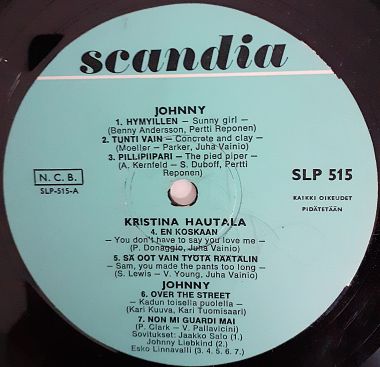 scandia
JOHNNY
1. HYMYILLEN – Sunny girl –
(Benny Andersson, Pertti Reponen)
2. TUNTI VAIN – Concrete and clay –
(Moeller – Parker, Juha Vainio)
3. PILLIPIIPARI – The pied piper –
(A. Kernfeld – S. Duboff, Pertti
Reponen)
N.C.B.
SLP-515-A
SLP 515
KAIKKI OIKEUDET
PIDÄTETÄÄN
KRISTINA HAUTALA
4. EN KOSKAAN
– You don't have to say you love me –
(P. Donaggio, Juha Vainio)
5. SÄ OOT VAIN TYÖTÄ RÄÄTÄLIN
– Sam, you made the pants too long –
(S. Lewis – V. Young, Juha Vainio)
JOHNNY
6. OVER THE STREET
– Kadun toisella puolella –
(Kari Kuuva, Kari Tuomisaari)
7. NON MI GUARDI MAI
(P. Clark – V. Pallavicini)
Sovitukset: Jaakko Salo (1.)
Johnny Liebkind (2.)
Esko Linnavalli (3. 4. 5. 6. 7.)